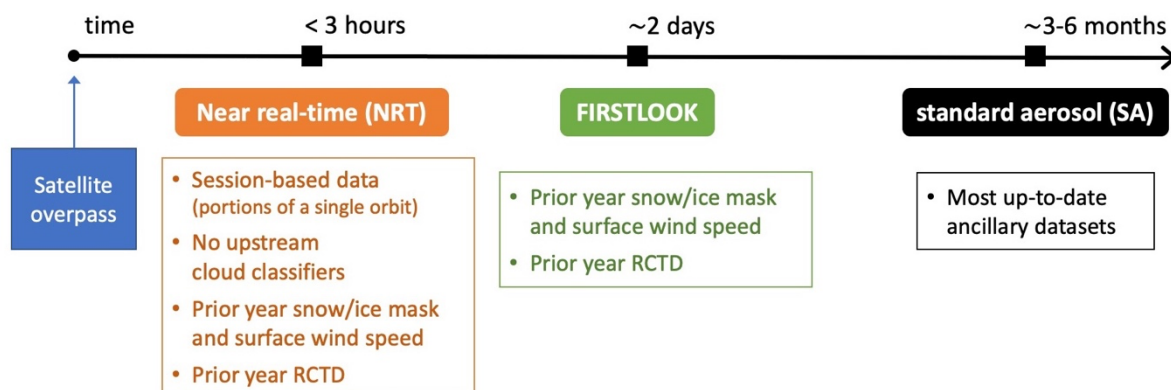 time
< 3 hours
~2 days
~3-6 months
Near real-time (NRT)
FIRSTLOOK
standard aerosol (SA)
Satellite
overpass
• Session-based data
(portions of a single orbit)
• No upstream
cloud classifiers
• Prior year snow/ice mask
and surface wind speed
• Prior year RCTD
• Prior year snow/ice mask
and surface wind speed
• Prior year RCTD
• Most up-to-date
ancillary datasets